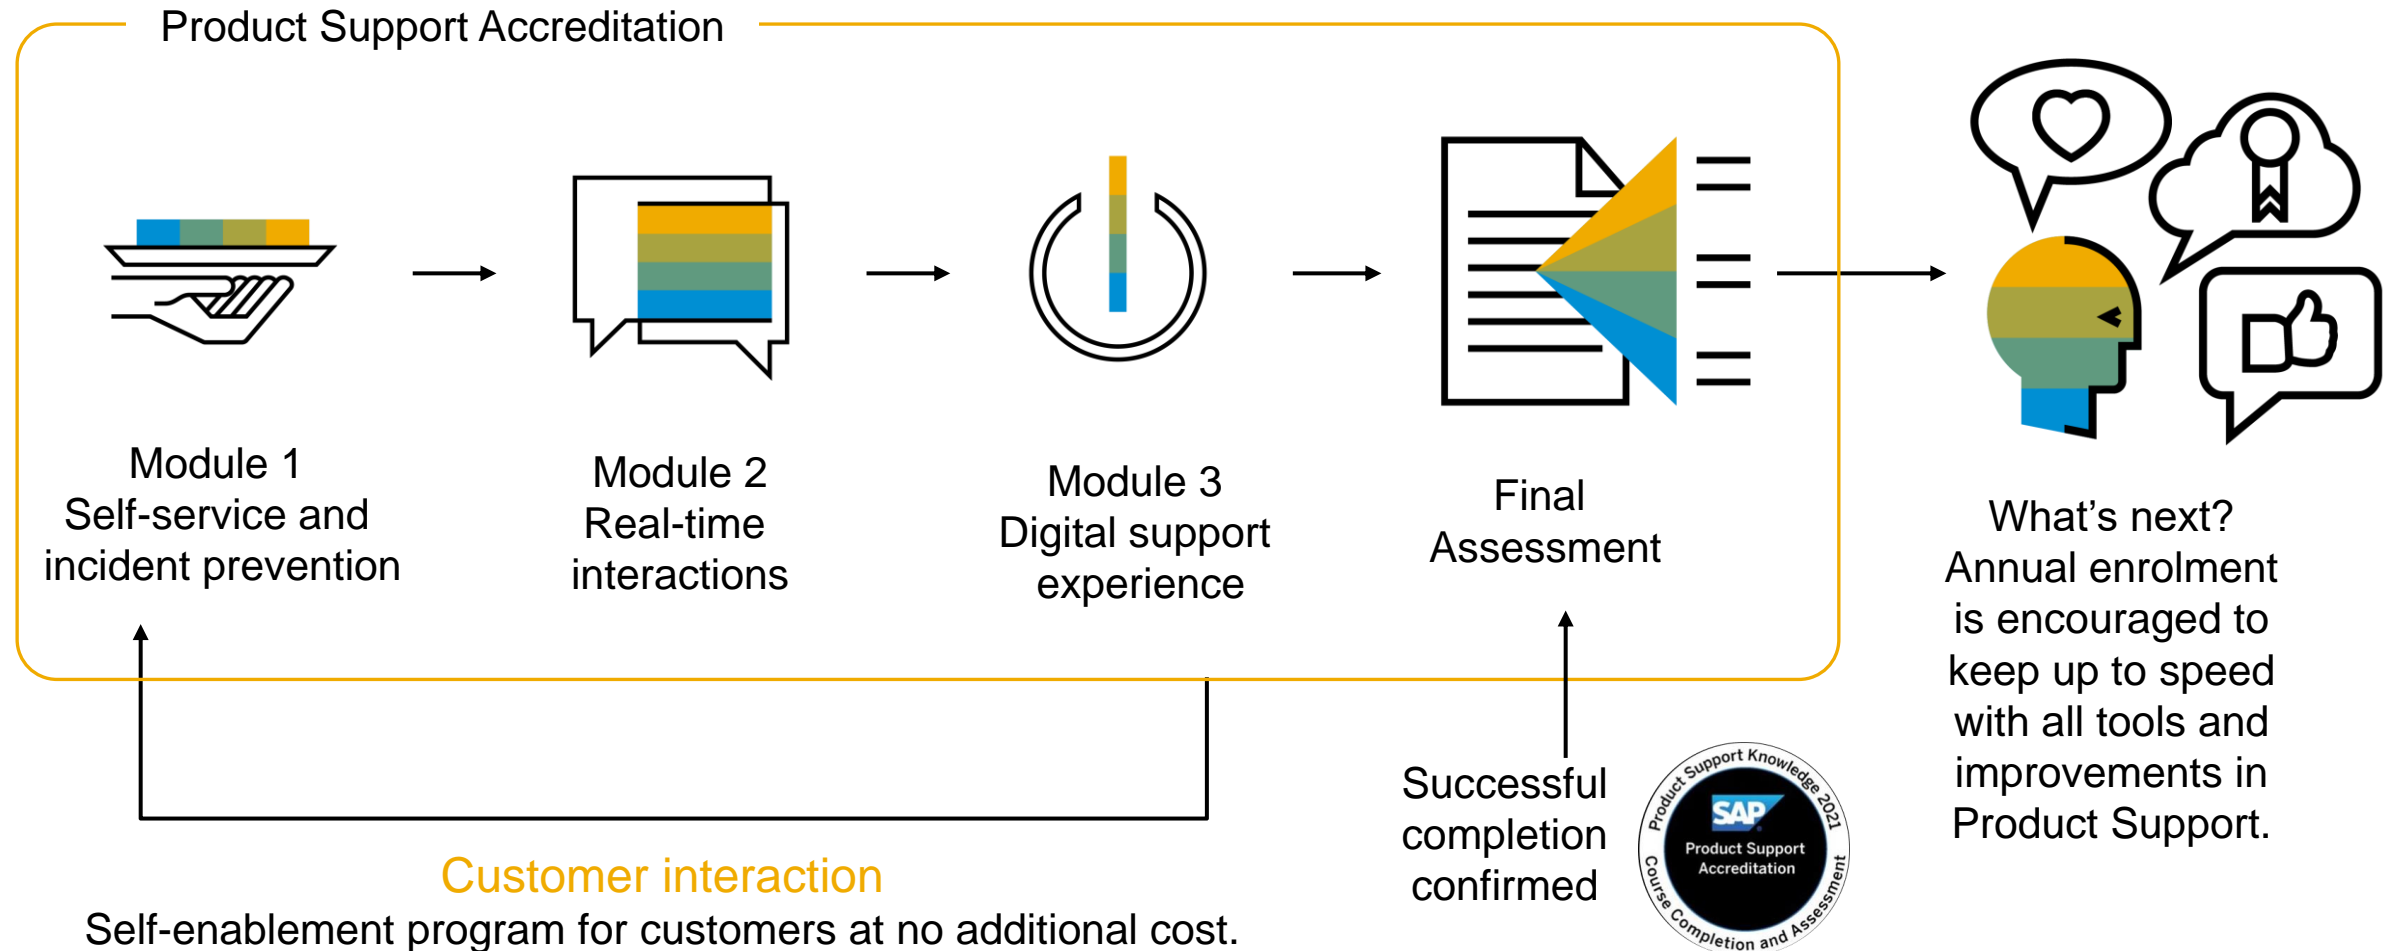 Product Support Accreditation
Module 1
Self-service and
incident prevention
Module 2
Real-time
interactions
Module 3
Digital support
experience
Final
Assessment
What’s next?
Annual enrolment
is encouraged to
keep up to speed
with all tools and
improvements in
Product Support.
Customer interaction
Self-enablement program for customers at no additional cost.
Successful
completion
confirmed
Product Support Knowledge 2021
SAP
Product Support
Accreditation
Course Completion and Assessment